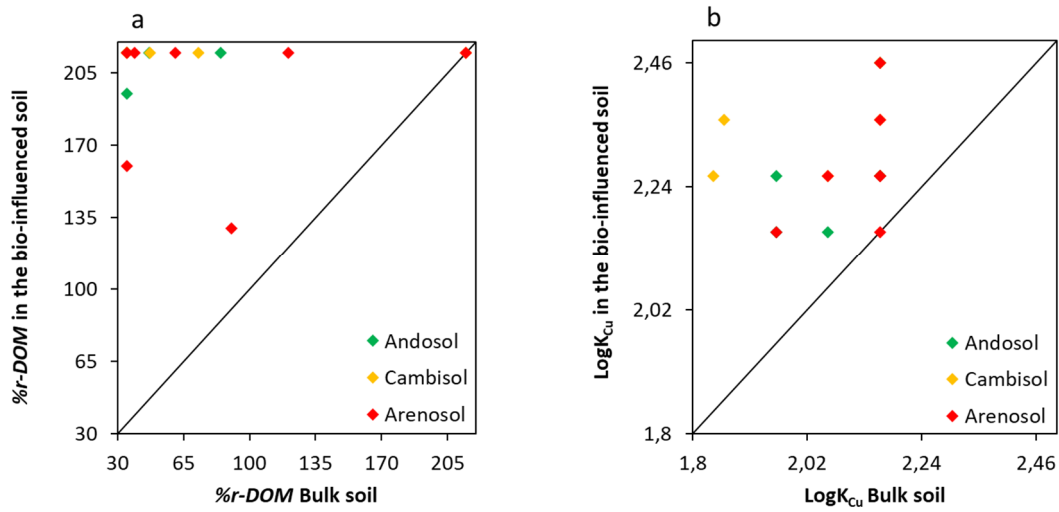 a
%r-DOM in the bio-influenced soil
205
170
135
100
65
30
30 65 100 135 170 205
%r-DOM Bulk soil
Andosol
Cambisol
Arenosol
b
LogKCu in the bio-influenced soil
2,46
2,24
2,02
1,8
1,8 2,02 2,24 2,46
LogKCu Bulk soil
Andosol
Cambisol
Arenosol